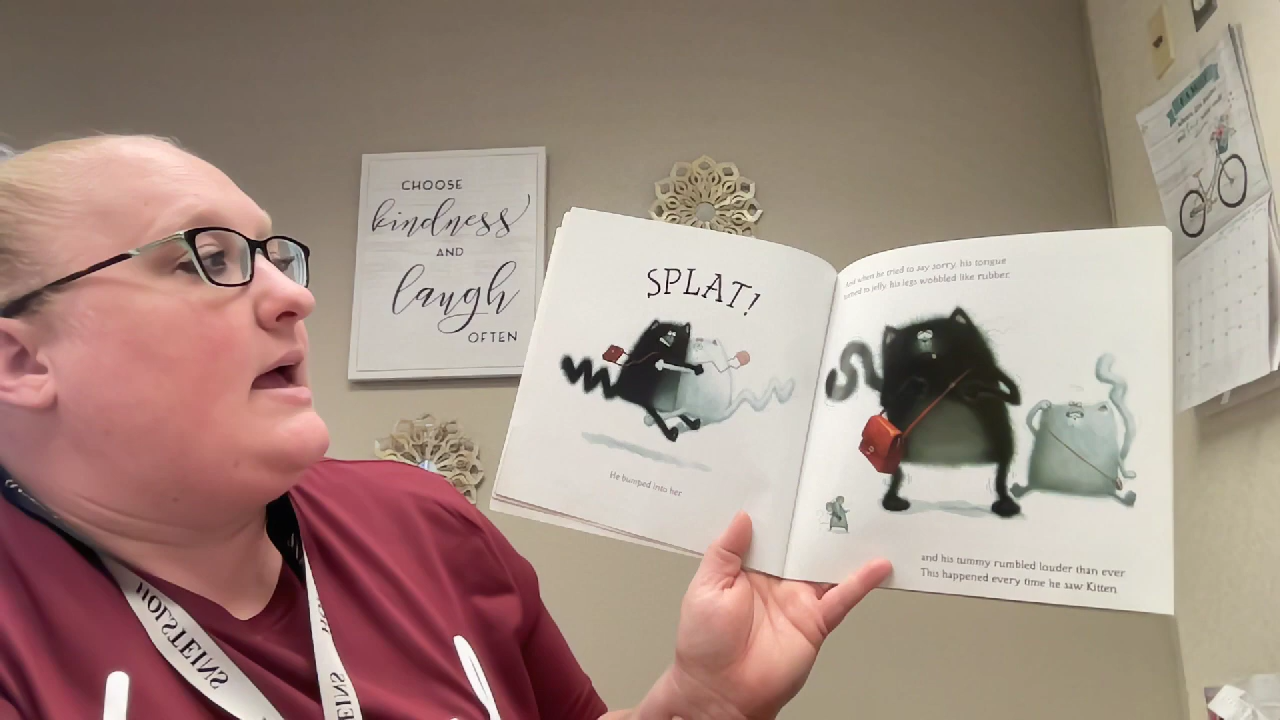 CHOOSE
kindness
AND
laugh
OFTEN
SPLAT!
He bumped into her
And when he tried to say sorry, his tongue
turned to jelly, his legs wobbled like rubber
and his tummy rumbled louder than ever
This happened every time he saw Kitten
HOLSTEINS